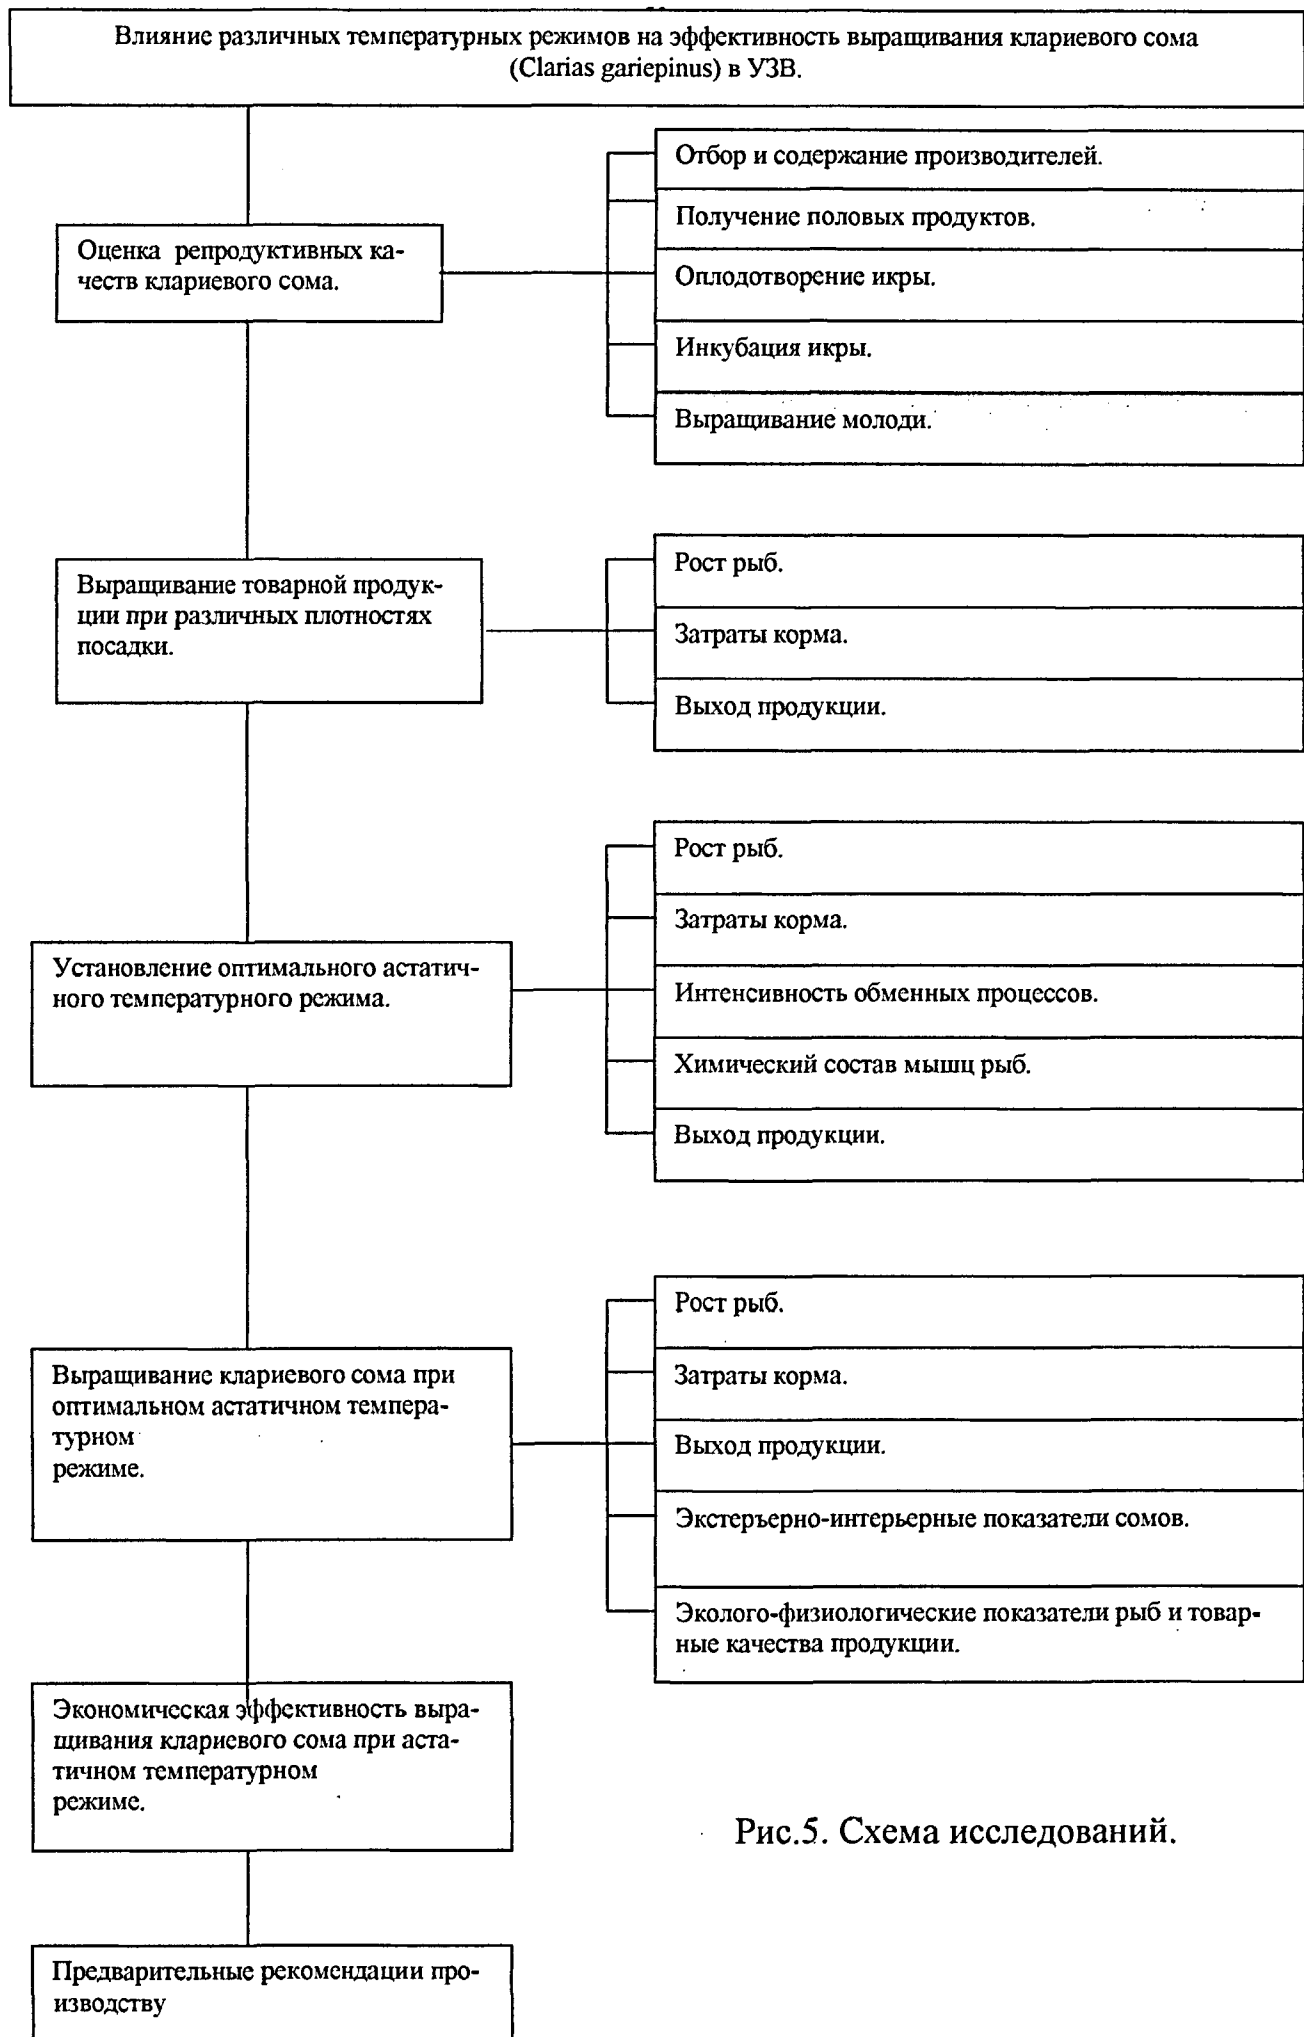 Влияние различных температурных режимов на эффективность выращивания клариевого сома
(Clarias gariepinus) в УЗВ.
Оценка репродуктивных ка-
честв клариевого сома.
Отбор и содержание производителей.
Получение половых продуктов.
Оплодотворение икры.
Инкубация икры.
Выращивание молоди.
Выращивание товарной продук-
ции при различных плотностях
посадки.
Рост рыб.
Затраты корма.
Выход продукции.
Установление оптимального астатич-
ного температурного режима.
Рост рыб.
Затраты корма.
Интенсивность обменных процессов.
Химический состав мышц рыб.
Выход продукции.
Выращивание клариевого сома при
оптимальном астатичном темпера-
турном
режиме.
Рост рыб.
Затраты корма.
Выход продукции.
Экстерьерно-интерьерные показатели сомов.
Эколого-физиологические показатели рыб и товар-
ные качества продукции.
Экономическая эффективность выра-
щивания клариевого сома при аста-
тичном температурном
режиме.
Рис.5. Схема исследований.
Предварительные рекомендации про-
изводству